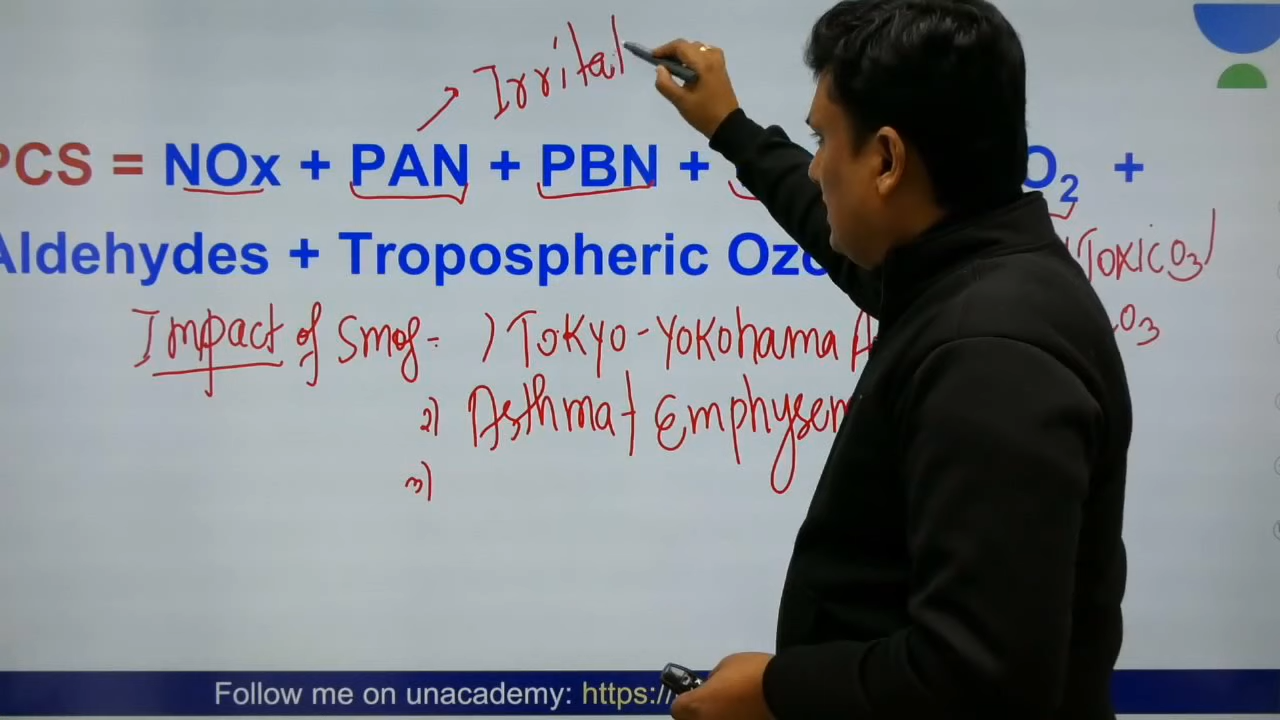 Irrital
PCS = NOx + PAN + PBN + O2 +
Aldehydes + Tropospheric Ozo (Toxic O3)
Impact of Smog - 1) Tokyo-Yokohama A O3
2) Asthma + Emphysem
3)
Follow me on unacademy: https:/